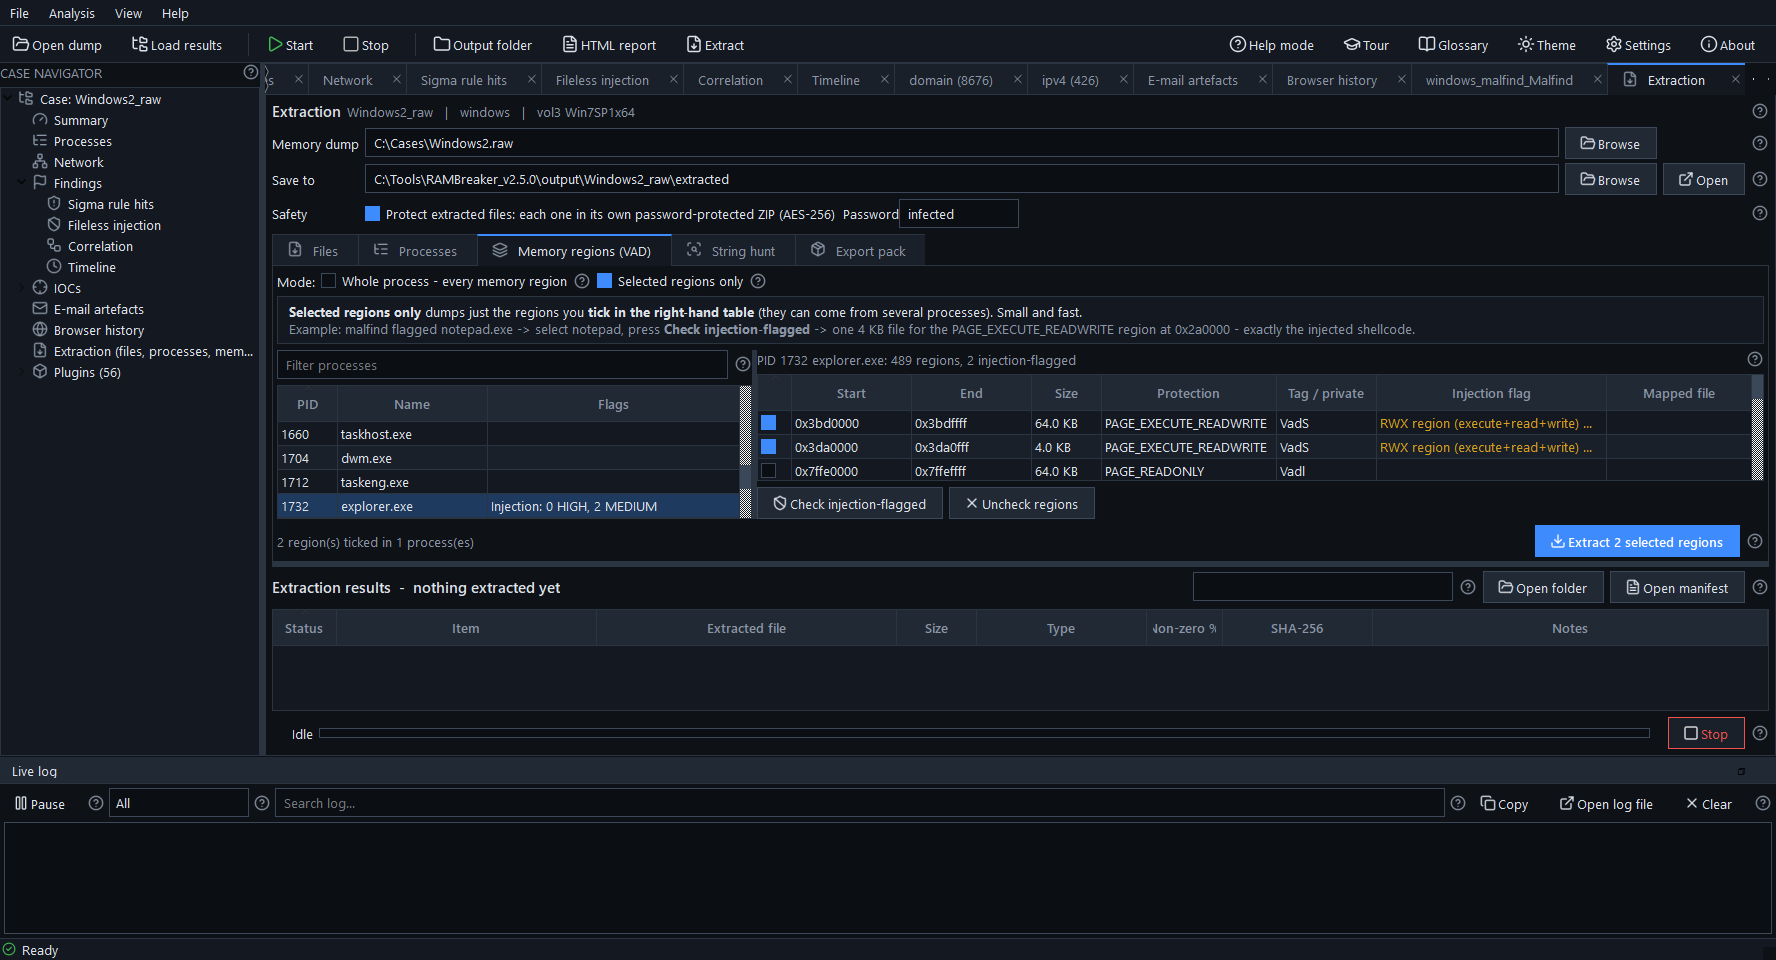 File Analysis View Help
Open dump Load results Start Stop Output folder HTML report Extract Help mode Tour Glossary Theme Settings About
CASE NAVIGATOR
Case: Windows2_raw
Summary
Processes
Network
Findings
Sigma rule hits
Fileless injection
Correlation
Timeline
IOCs
E-mail artefacts
Browser history
Extraction (files, processes, mem...
Plugins (56)
s Network Sigma rule hits Fileless injection Correlation Timeline domain (8676) ipv4 (426) E-mail artefacts Browser history windows_malfind_Malfind Extraction
Extraction Windows2_raw | windows | vol3 Win7SP1x64
Memory dump C:\Cases\Windows2.raw Browse
Save to C:\Tools\RAMBreaker_v2.5.0\output\Windows2_raw\extracted Browse Open
Safety Protect extracted files: each one in its own password-protected ZIP (AES-256) Password infected
Files Processes Memory regions (VAD) String hunt Export pack
Mode: Whole process - every memory region Selected regions only
Selected regions only dumps just the regions you tick in the right-hand table (they can come from several processes). Small and fast.
Example: malfind flagged notepad.exe -> select notepad, press Check injection-flagged -> one 4 KB file for the PAGE_EXECUTE_READWRITE region at 0x2a0000 - exactly the injected shellcode.
Filter processes
PID Name Flags
1660 taskhost.exe
1704 dwm.exe
1712 taskeng.exe
1732 explorer.exe Injection: 0 HIGH, 2 MEDIUM
PID 1732 explorer.exe: 489 regions, 2 injection-flagged
Start End Size Protection Tag / private Injection flag Mapped file
0x3bd0000 0x3bdffff 64.0 KB PAGE_EXECUTE_READWRITE VadS RWX region (execute+read+write) ...
0x3da0000 0x3da0fff 4.0 KB PAGE_EXECUTE_READWRITE VadS RWX region (execute+read+write) ...
0x7ffe0000 0x7ffeffff 64.0 KB PAGE_READONLY Vadl
Check injection-flagged Uncheck regions
2 region(s) ticked in 1 process(es) Extract 2 selected regions
Extraction results - nothing extracted yet Open folder Open manifest
Status Item Extracted file Size Type Non-zero % SHA-256 Notes
Idle Stop
Live log
Pause All Search log... Copy Open log file Clear
Ready